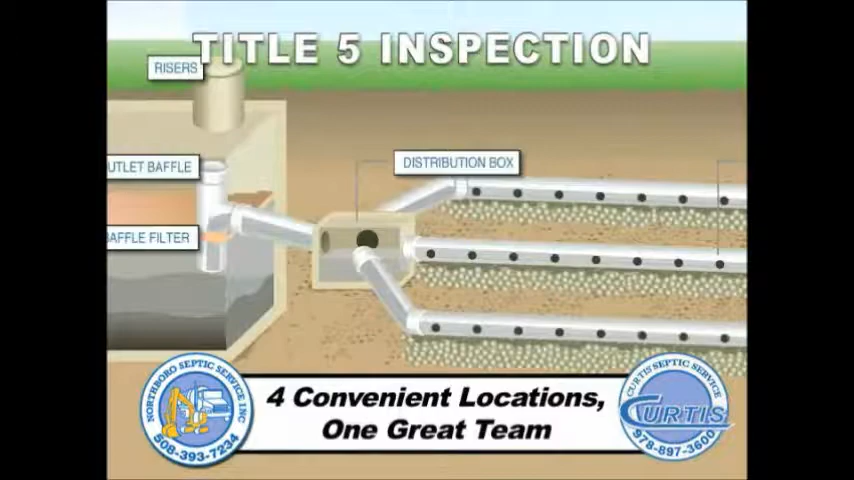 TITLE 5 INSPECTION
RISERS
DISTRIBUTION BOX
UTLET BAFFLE
AFFLE FILTER
4 Convenient Locations,
One Great Team
NORTHBORO SEPTIC SERVICE INC
508-393-7234
CURTIS SEPTIC SERVICE
CURTIS
978-897-3600